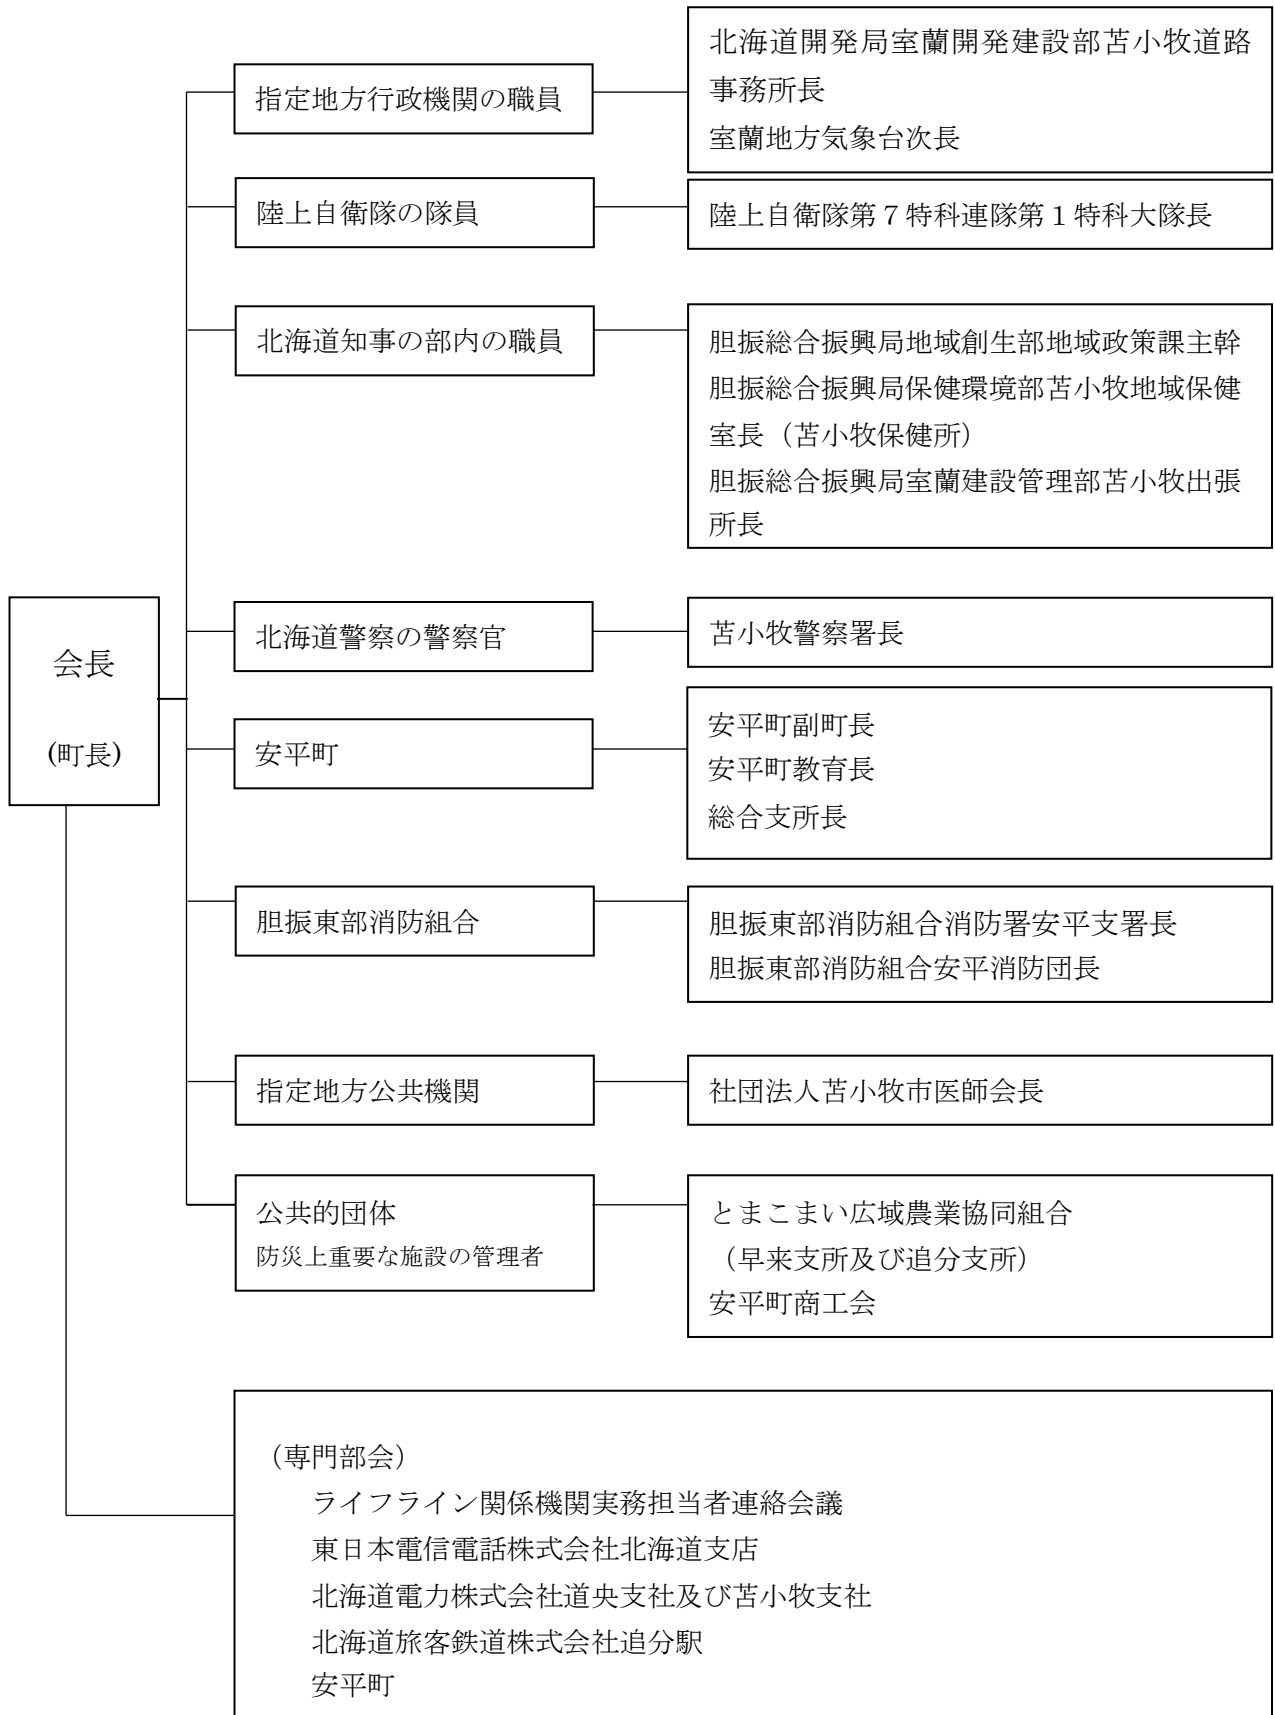 会長
(町長)
指定地方行政機関の職員
北海道開発局室蘭開発建設部苫小牧道路
事務所長
室蘭地方気象台次長
陸上自衛隊の隊員
陸上自衛隊第７特科連隊第１特科大隊長
北海道知事の部内の職員
胆振総合振興局地域創生部地域政策課主幹
胆振総合振興局保健環境部苫小牧地域保健
室長（苫小牧保健所）
胆振総合振興局室蘭建設管理部苫小牧出張
所長
北海道警察の警察官
苫小牧警察署長
安平町
安平町副町長
安平町教育長
総合支所長
胆振東部消防組合
胆振東部消防組合消防署安平支署長
胆振東部消防組合安平消防団長
指定地方公共機関
社団法人苫小牧市医師会長
公共的団体
防災上重要な施設の管理者
とまこまい広域農業協同組合
（早来支所及び追分支所）
安平町商工会
（専門部会）
ライフライン関係機関実務担当者連絡会議
東日本電信電話株式会社北海道支店
北海道電力株式会社道央支社及び苫小牧支社
北海道旅客鉄道株式会社追分駅
安平町